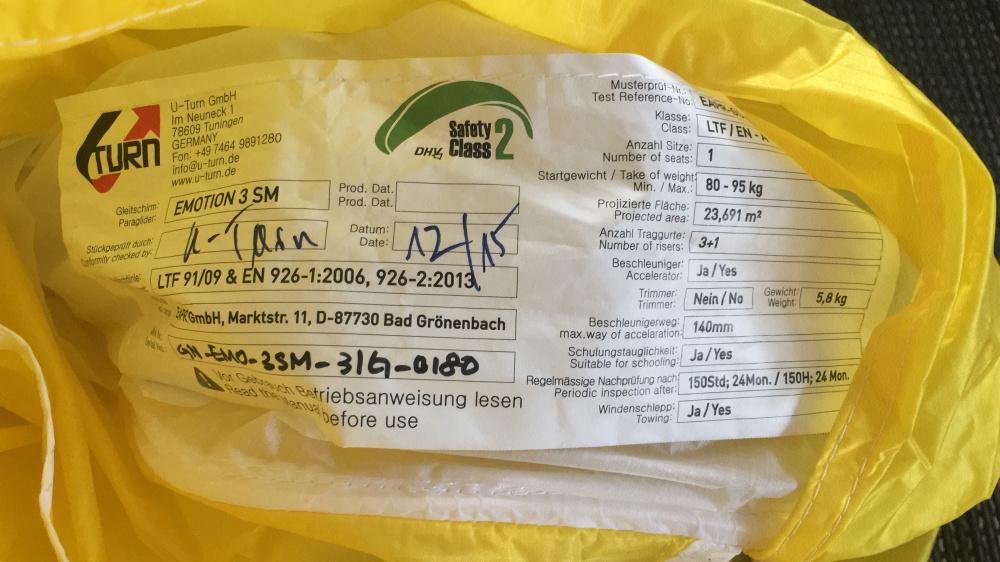 TURN
U-Turn GmbH
Im Neuneck 1
78609 Tuningen
GERMANY
Fon: +49 7464 9891280
info@u-turn.de
www.u-turn.de
DHV
Safety
Class 2
Gleitschirm:
Paraglider:
EMOTION 3 SM
Prod. Dat.
Prod. Dat.
Stückgeprüft durch:
Conformity checked by:
U-Turn
Datum:
Date:
12/15
LTF 91/09 & EN 926-1:2006, 926-2:2013
GmbH, Marktstr. 11, D-87730 Bad Grönenbach
GN-EMO-3SM-31G-0180
Vor Gebrauch Betriebsanweisung lesen
Read the Manual before use
Musterprüf-Nr.:
Test Reference-No:
Klasse:
Class:
LTF / EN - A
Anzahl Sitze:
Number of seats:
1
Startgewicht / Take of weight
Min. / Max.:
80 - 95 kg
Projizierte Fläche:
Projected area:
23,691 m²
Anzahl Traggurte:
Number of risers:
3+1
Beschleuniger:
Accelerator:
Ja / Yes
Trimmer:
Trimmer:
Nein / No
Gewicht:
Weight:
5,8 kg
Beschleunigerweg:
max.way of accelaration:
140mm
Schulungstauglichkeit:
Suitable for schooling:
Ja / Yes
Regelmässige Nachprüfung nach:
Periodic inspection after:
150Std; 24Mon. / 150H; 24 Mon.
Windenschlepp:
Towing:
Ja / Yes